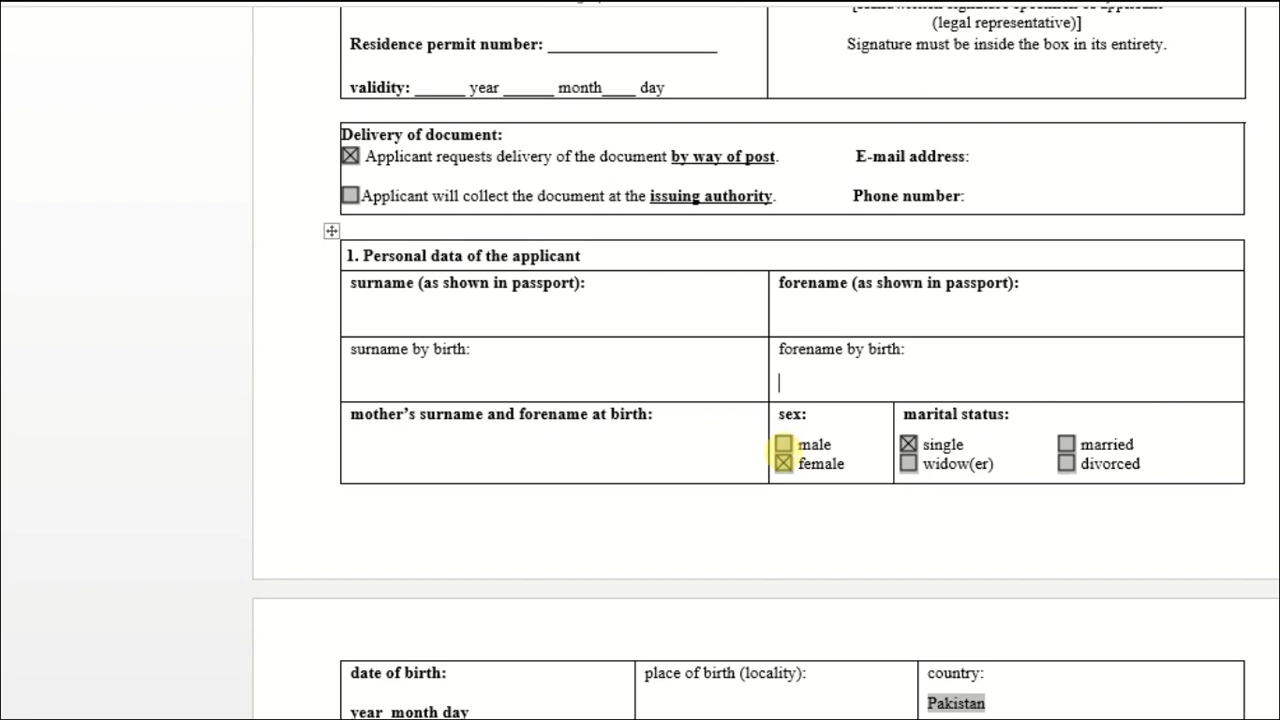 (legal representative)]
Residence permit number: ____________________
Signature must be inside the box in its entirety.
validity: ______ year ______ month____ day
Delivery of document:
☒ Applicant requests delivery of the document by way of post. E-mail address:
☐ Applicant will collect the document at the issuing authority. Phone number:
1. Personal data of the applicant
surname (as shown in passport): forename (as shown in passport):
surname by birth: forename by birth:
mother’s surname and forename at birth: sex: marital status:
☐ male ☒ single ☐ married
☒ female ☐ widow(er) ☐ divorced
date of birth: place of birth (locality): country:
year month day Pakistan